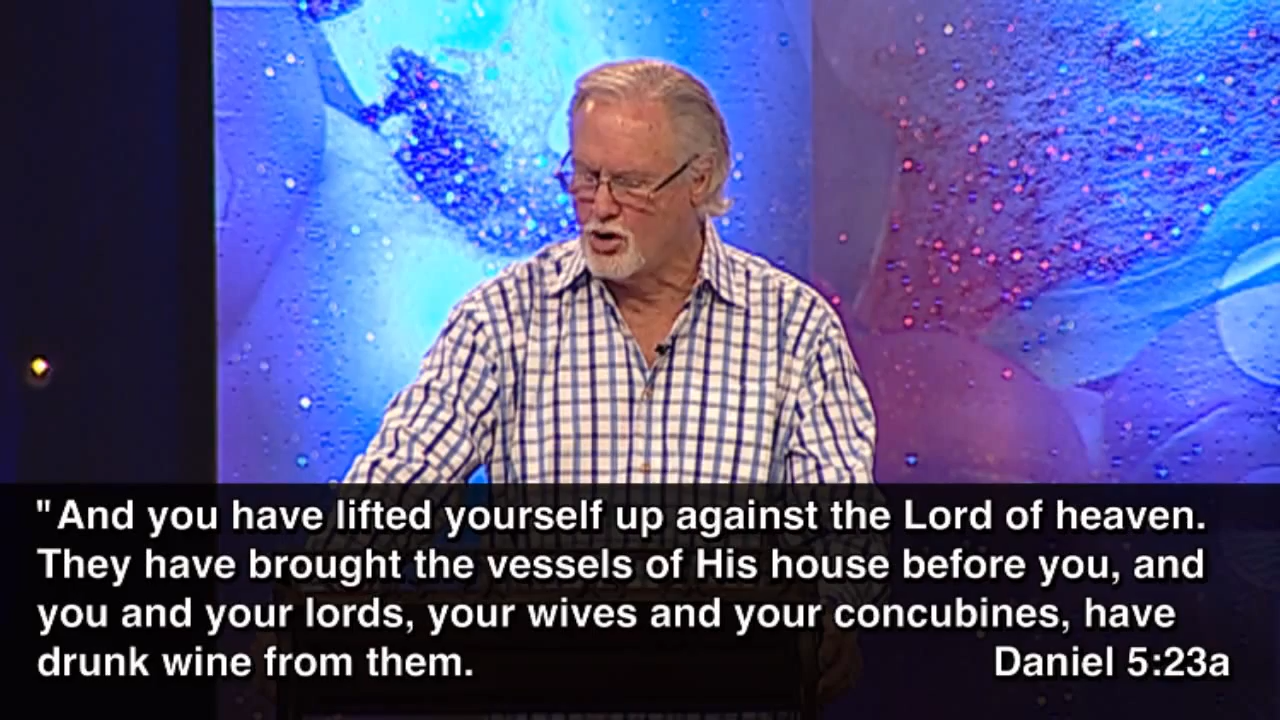 "And you have lifted yourself up against the Lord of heaven.
They have brought the vessels of His house before you, and
you and your lords, your wives and your concubines, have
drunk wine from them. Daniel 5:23a